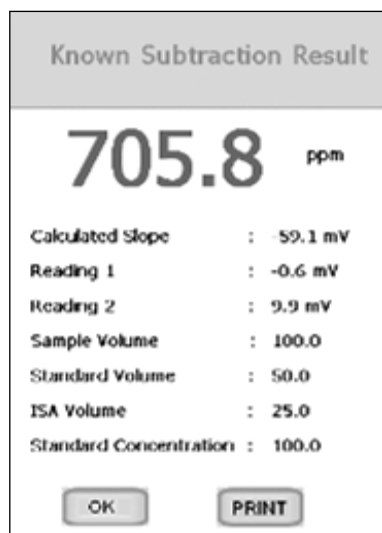 Known Subtraction Result
705.8 ppm
Calculated Slope : -59.1 mV
Reading 1 : -0.6 mV
Reading 2 : 9.9 mV
Sample Volume : 100.0
Standard Volume : 50.0
ISA Volume : 25.0
Standard Concentration : 100.0
OK PRINT